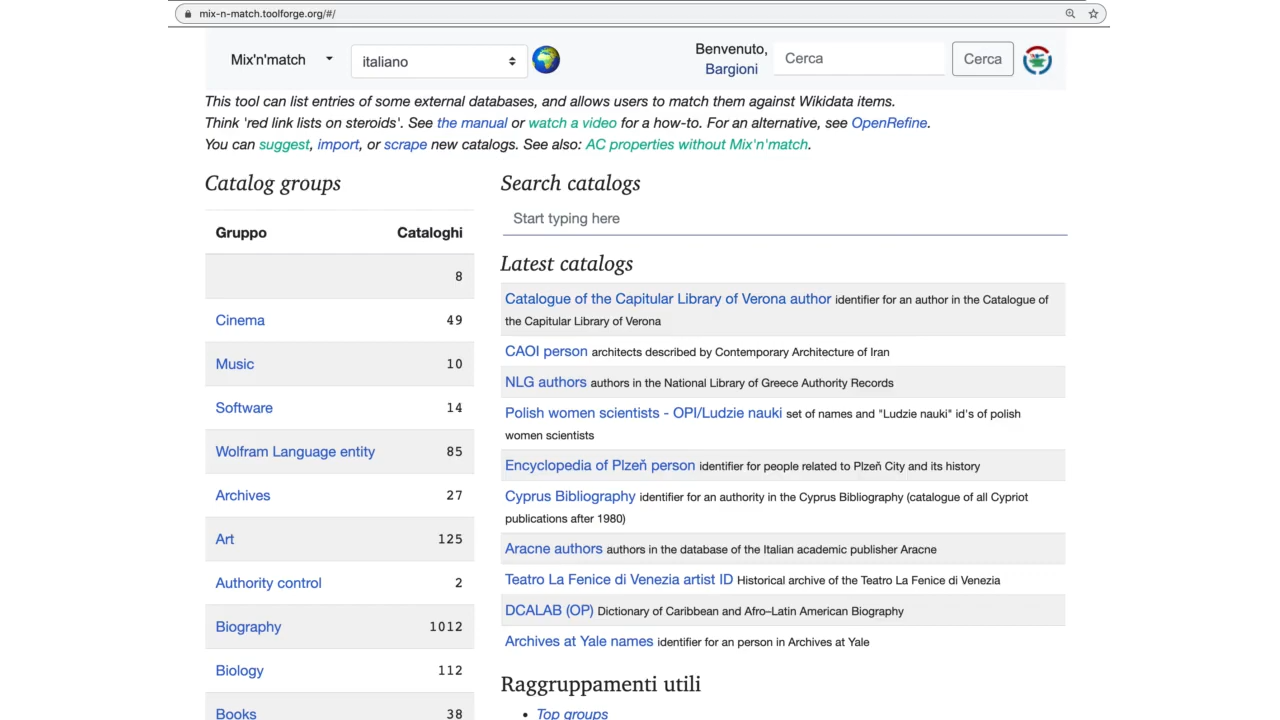 mix-n-match.toolforge.org/#/
Mix'n'match
italiano
Benvenuto,
Bargioni
Cerca
Cerca
This tool can list entries of some external databases, and allows users to match them against Wikidata items.
Think 'red link lists on steroids'. See the manual or watch a video for a how-to. For an alternative, see OpenRefine.
You can suggest, import, or scrape new catalogs. See also: AC properties without Mix'n'match.
Catalog groups
Gruppo Cataloghi
8
Cinema 49
Music 10
Software 14
Wolfram Language entity 85
Archives 27
Art 125
Authority control 2
Biography 1012
Biology 112
Books 38
Search catalogs
Start typing here
Latest catalogs
Catalogue of the Capitular Library of Verona author identifier for an author in the Catalogue of
the Capitular Library of Verona
CAOI person architects described by Contemporary Architecture of Iran
NLG authors authors in the National Library of Greece Authority Records
Polish women scientists - OPI/Ludzie nauki set of names and "Ludzie nauki" id's of polish
women scientists
Encyclopedia of Plzeň person identifier for people related to Plzeň City and its history
Cyprus Bibliography identifier for an authority in the Cyprus Bibliography (catalogue of all Cypriot
publications after 1980)
Aracne authors authors in the database of the Italian academic publisher Aracne
Teatro La Fenice di Venezia artist ID Historical archive of the Teatro La Fenice di Venezia
DCALAB (OP) Dictionary of Caribbean and Afro–Latin American Biography
Archives at Yale names identifier for an person in Archives at Yale
Raggruppamenti utili
• Top groups